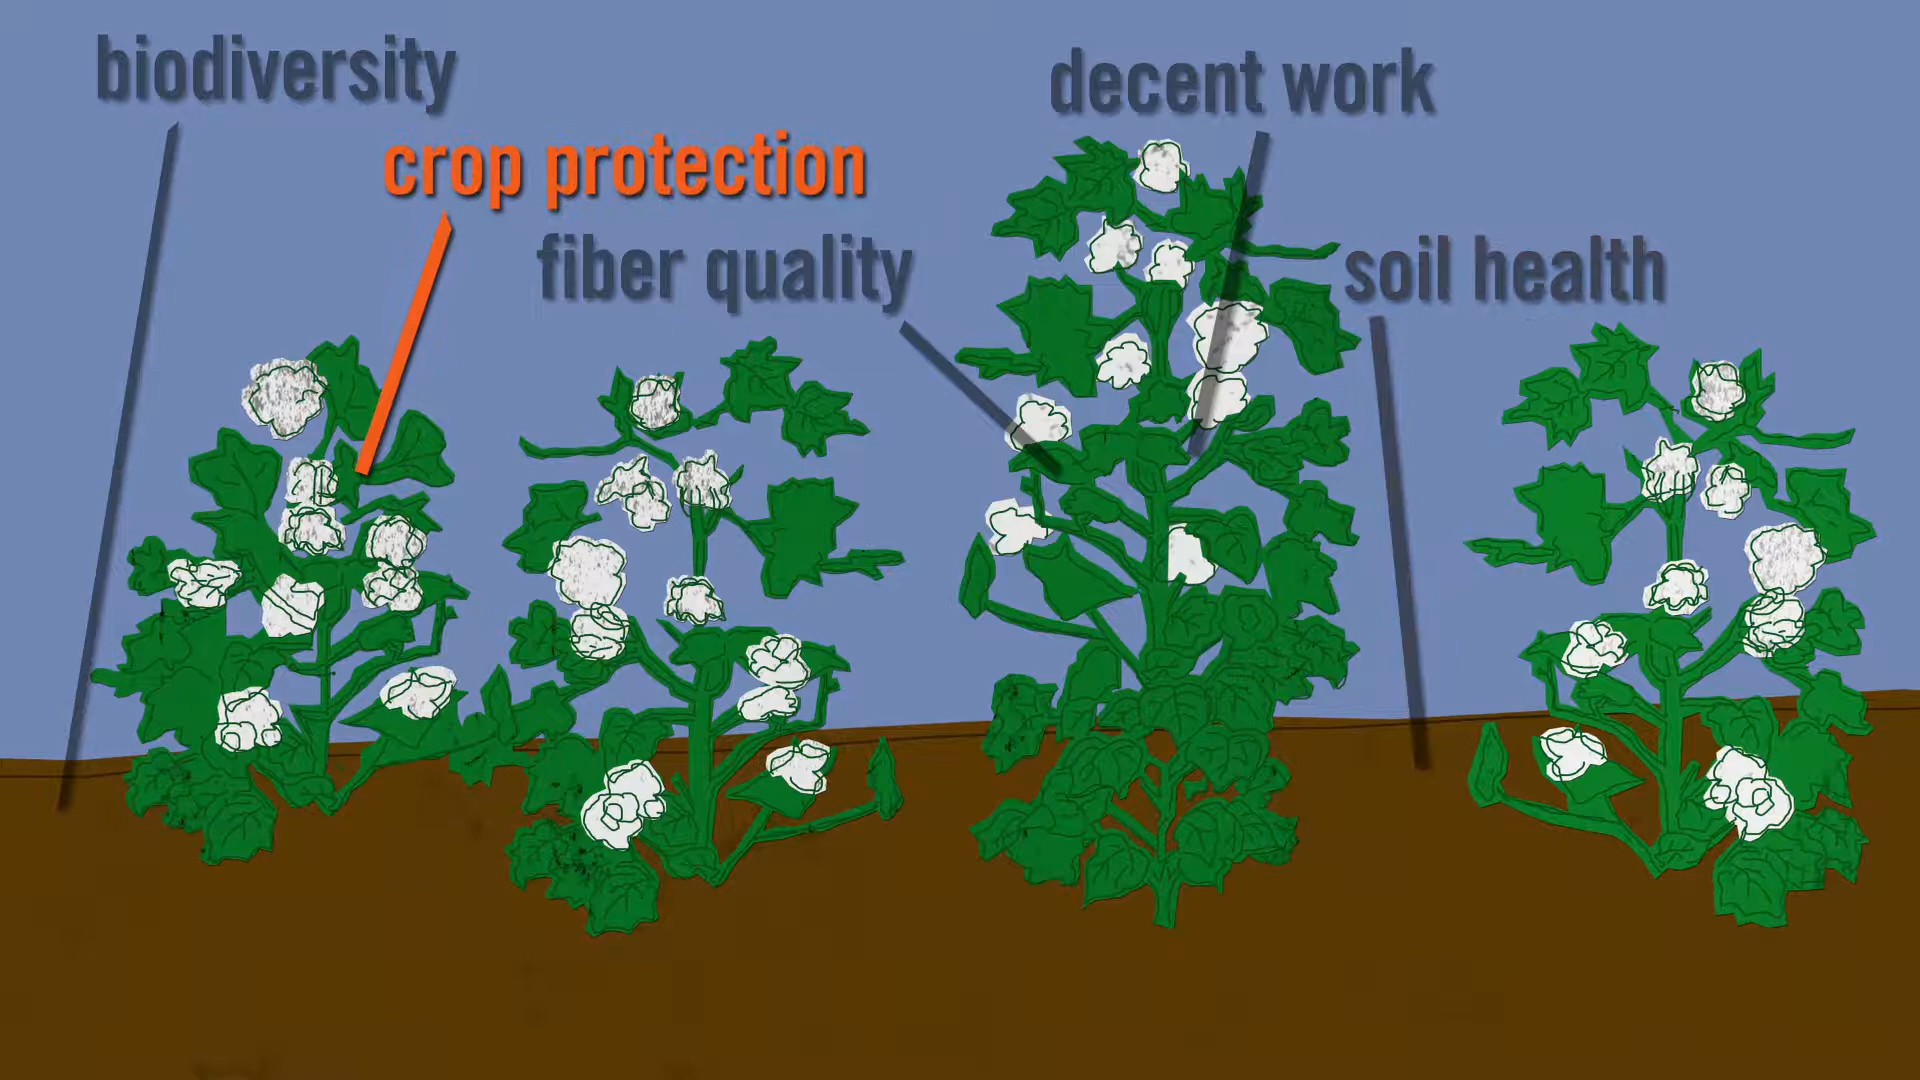 biodiversity
decent work
crop protection
fiber quality
soil health